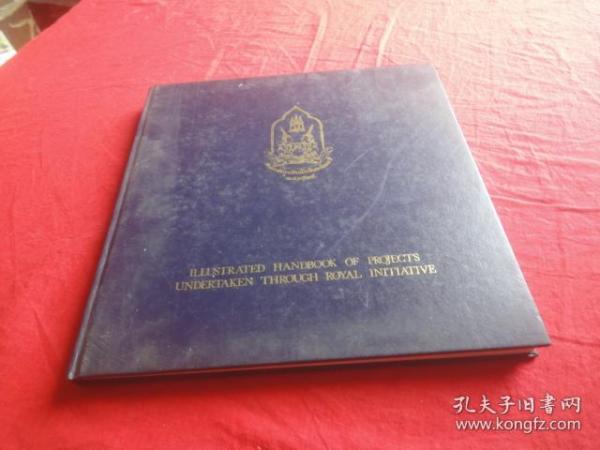 ILLUSTRATED HANDBOOK OF PROJECTS
UNDERTAKEN THROUGH ROYAL INITIATIVE
孔夫子旧书网
www.kongfz.com